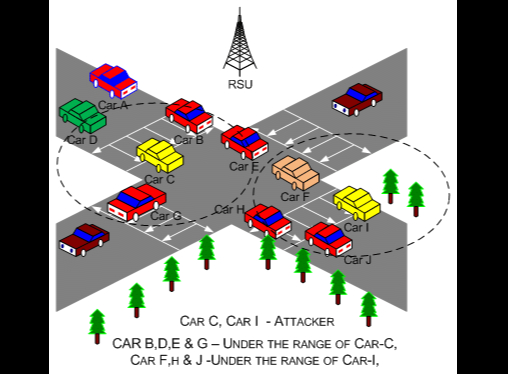 RSU
Car A
Car D
Car B
Car E
Car C
Car F
Car G
Car H
Car I
Car J
CAR C, CAR I - ATTACKER
CAR B,D,E & G – UNDER THE RANGE OF CAR-C,
CAR F,H & J -UNDER THE RANGE OF CAR-I,